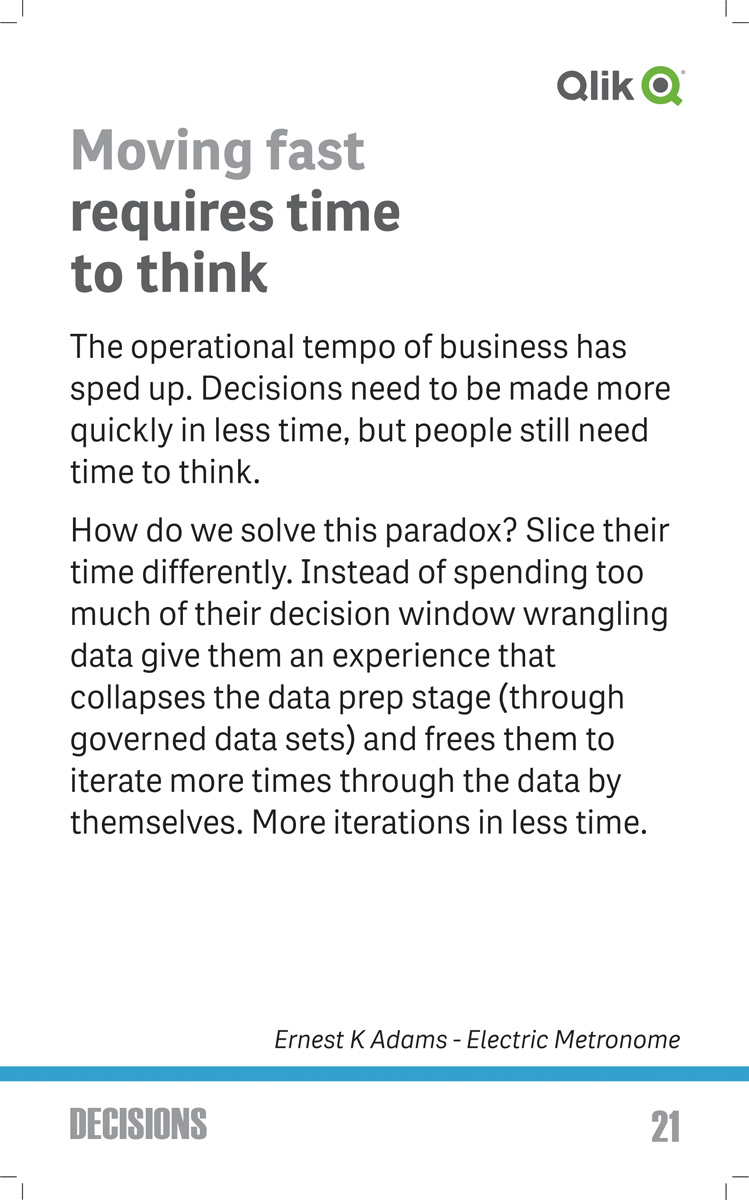 Qlik
Moving fast
requires time
to think
The operational tempo of business has
sped up. Decisions need to be made more
quickly in less time, but people still need
time to think.
How do we solve this paradox? Slice their
time differently. Instead of spending too
much of their decision window wrangling
data give them an experience that
collapses the data prep stage (through
governed data sets) and frees them to
iterate more times through the data by
themselves. More iterations in less time.
Ernest K Adams - Electric Metronome
DECISIONS
21